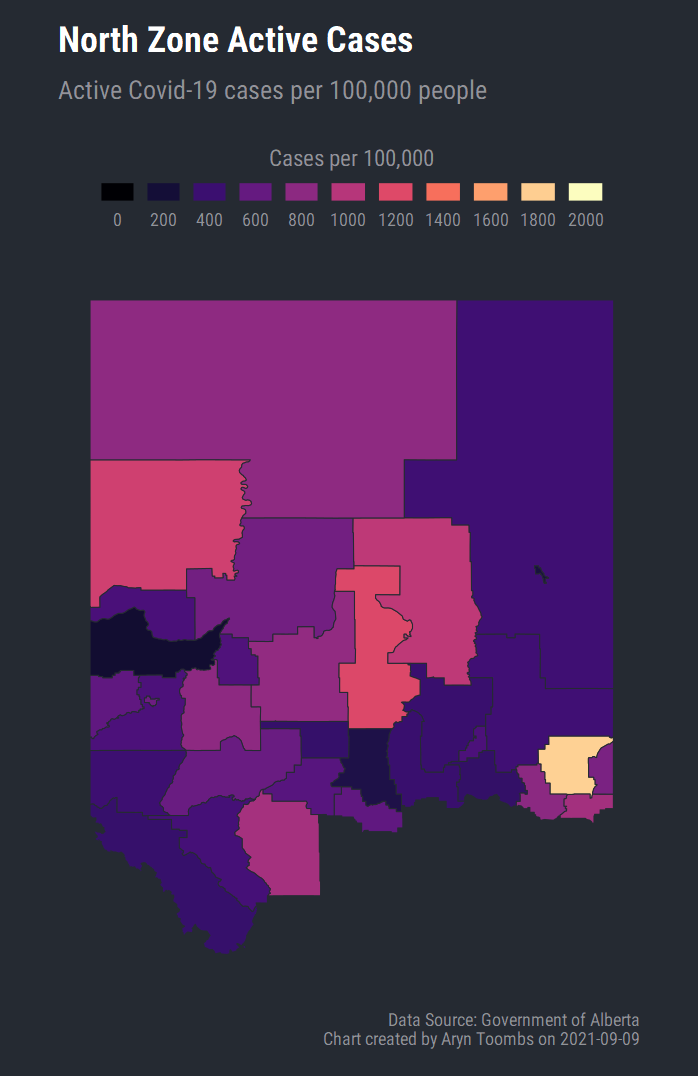 North Zone Active Cases
Active Covid-19 cases per 100,000 people
Cases per 100,000
0 200 400 600 800 1000 1200 1400 1600 1800 2000
Data Source: Government of Alberta
Chart created by Aryn Toombs on 2021-09-09